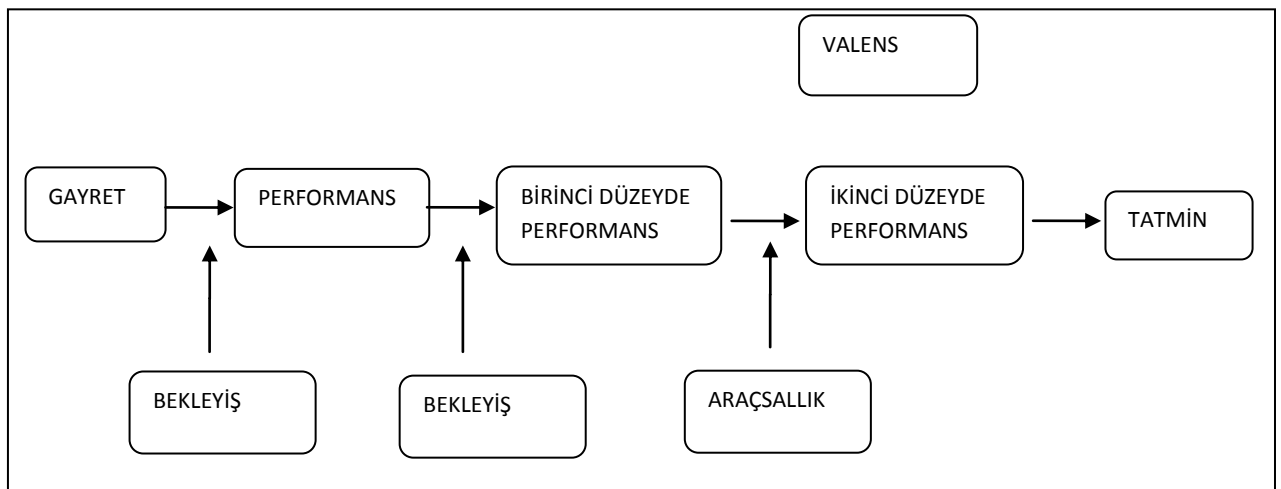 VALENS
GAYRET
PERFORMANS
BİRİNCİ DÜZEYDE
PERFORMANS
İKİNCİ DÜZEYDE
PERFORMANS
TATMİN
BEKLEYİŞ
BEKLEYİŞ
ARAÇSALLIK